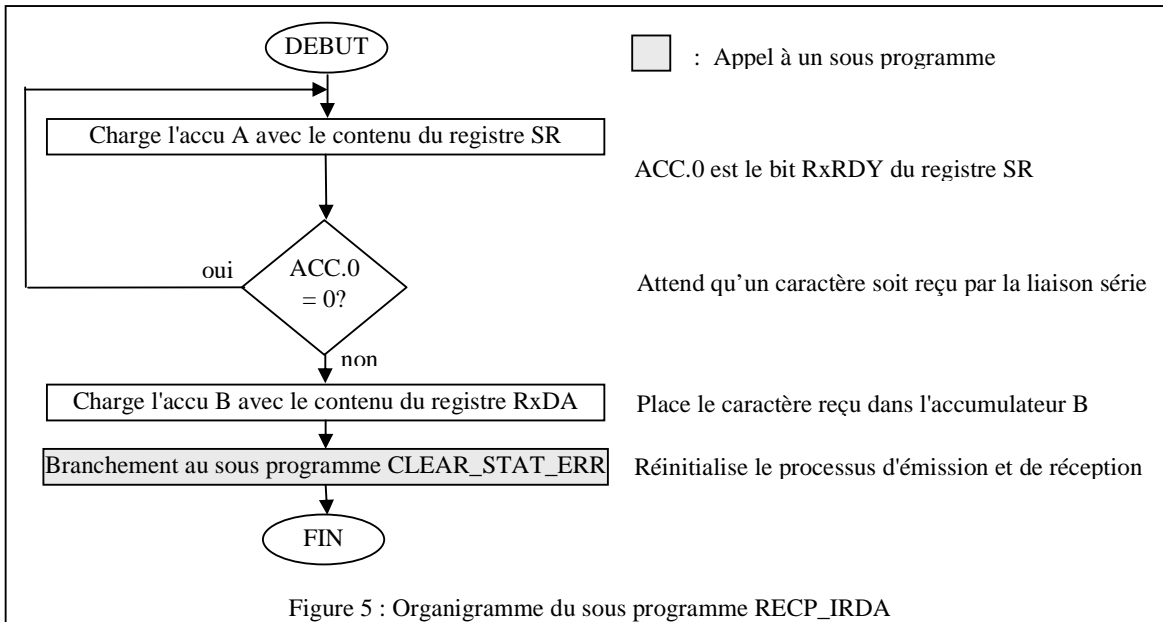 DEBUT
: Appel à un sous programme
Charge l'accu A avec le contenu du registre SR
ACC.0 est le bit RxRDY du registre SR
oui
ACC.0
= 0?
Attend qu'un caractère soit reçu par la liaison série
non
Charge l'accu B avec le contenu du registre RxDA
Place le caractère reçu dans l'accumulateur B
Branchement au sous programme CLEAR_STAT_ERR
Réinitialise le processus d'émission et de réception
FIN
Figure 5 : Organigramme du sous programme RECP_IRDA